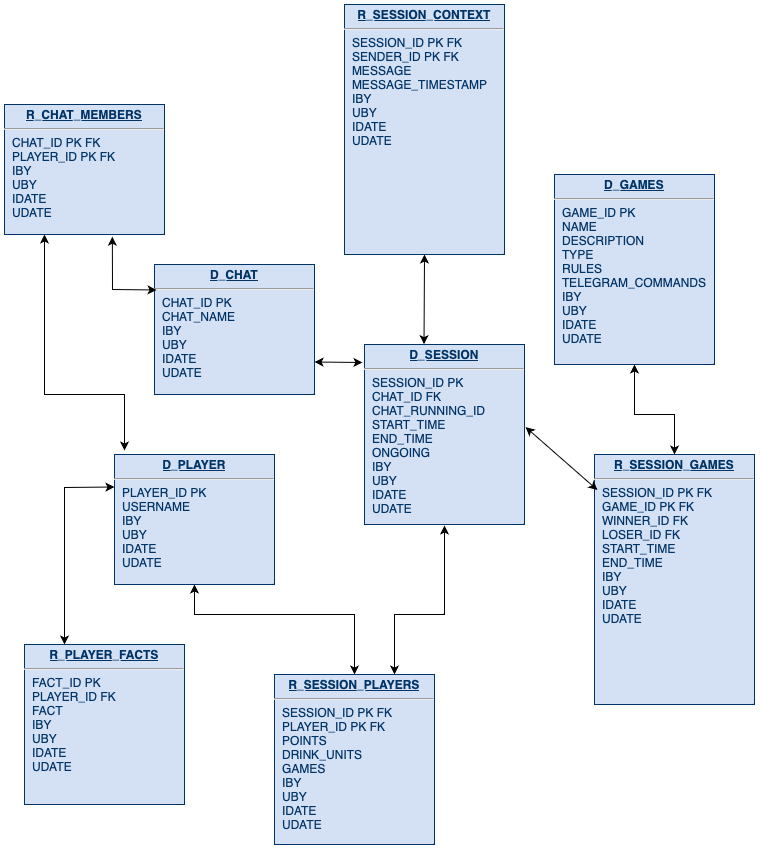 R_SESSION_CONTEXT
SESSION_ID PK FK
SENDER_ID PK FK
MESSAGE
MESSAGE_TIMESTAMP
IBY
UBY
IDATE
UDATE
R_CHAT_MEMBERS
CHAT_ID PK FK
PLAYER_ID PK FK
IBY
UBY
IDATE
UDATE
D_GAMES
GAME_ID PK
NAME
DESCRIPTION
TYPE
RULES
TELEGRAM_COMMANDS
IBY
UBY
IDATE
UDATE
D_CHAT
CHAT_ID PK
CHAT_NAME
IBY
UBY
IDATE
UDATE
D_SESSION
SESSION_ID PK
CHAT_ID FK
CHAT_RUNNING_ID
START_TIME
END_TIME
ONGOING
IBY
UBY
IDATE
UDATE
D_PLAYER
PLAYER_ID PK
USERNAME
IBY
UBY
IDATE
UDATE
R_SESSION_GAMES
SESSION_ID PK FK
GAME_ID PK FK
WINNER_ID FK
LOSER_ID FK
START_TIME
END_TIME
IBY
UBY
IDATE
UDATE
R_PLAYER_FACTS
FACT_ID PK
PLAYER_ID FK
FACT
IBY
UBY
IDATE
UDATE
R_SESSION_PLAYERS
SESSION_ID PK FK
PLAYER_ID PK FK
POINTS
DRINK_UNITS
GAMES
IBY
UBY
IDATE
UDATE